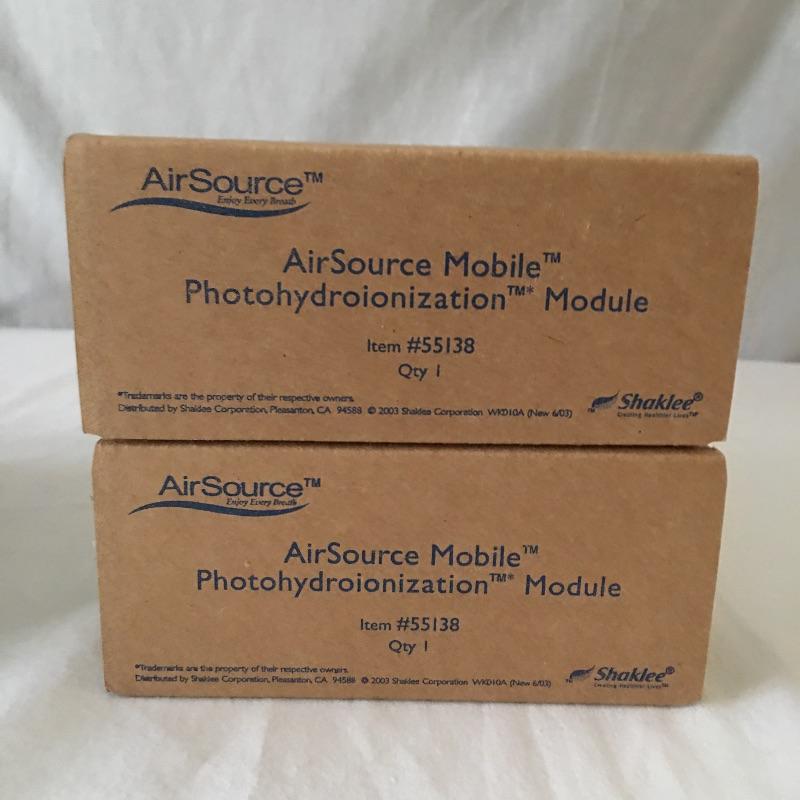 AirSource™
Enjoy Every Breath
AirSource Mobile™
Photohydroionization™* Module
Item #55138
Qty 1
*Trademarks are the property of their respective owners.
Distributed by Shaklee Corporation, Pleasanton, CA 94588 © 2003 Shaklee Corporation WKD10A (New 6/03)
™ Shaklee®
Creating Healthier Lives™
AirSource™
Enjoy Every Breath
AirSource Mobile™
Photohydroionization™* Module
Item #55138
Qty 1
*Trademarks are the property of their respective owners.
Distributed by Shaklee Corporation, Pleasanton, CA 94588 © 2003 Shaklee Corporation WKD10A (New 6/03)
™ Shaklee®
Creating Healthier Lives™